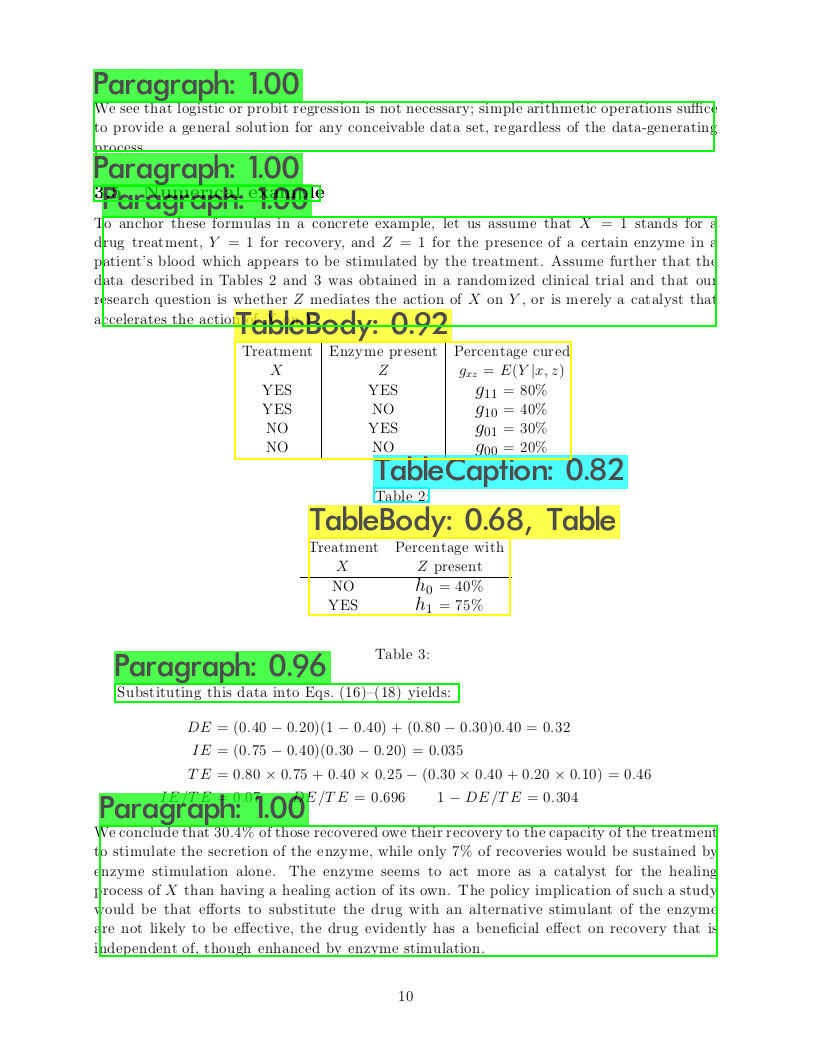 Paragraph: 1.00
We see that logistic or probit regression is not necessary; simple arithmetic operations suffice
to provide a general solution for any conceivable data set, regardless of the data-generating
process.
Paragraph: 1.00
3.5 Numerical example
Paragraph: 1.00
To anchor these formulas in a concrete example, let us assume that X = 1 stands for a
drug treatment, Y = 1 for recovery, and Z = 1 for the presence of a certain enzyme in a
patient's blood which appears to be stimulated by the treatment. Assume further that the
data described in Tables 2 and 3 was obtained in a randomized clinical trial and that our
research question is whether Z mediates the action of X on Y, or is merely a catalyst that
accelerates the action
TableBody: 0.92
Treatment Enzyme present Percentage cured
X Z g_{xz} = E(Y|x, z)
YES YES g_{11} = 80%
YES NO g_{10} = 40%
NO YES g_{01} = 30%
NO NO g_{00} = 20%
TableCaption: 0.82
Table 2:
TableBody: 0.68, Table
Treatment Percentage with
X Z present
NO h_0 = 40%
YES h_1 = 75%
Table 3:
Paragraph: 0.96
Substituting this data into Eqs. (16)–(18) yields:
DE = (0.40 − 0.20)(1 − 0.40) + (0.80 − 0.30)0.40 = 0.32
IE = (0.75 − 0.40)(0.30 − 0.20) = 0.035
TE = 0.80 × 0.75 + 0.40 × 0.25 − (0.30 × 0.40 + 0.20 × 0.10) = 0.46
IE/TE = 0.07 DE/TE = 0.696 1 − DE/TE = 0.304
Paragraph: 1.00
We conclude that 30.4% of those recovered owe their recovery to the capacity of the treatment
to stimulate the secretion of the enzyme, while only 7% of recoveries would be sustained by
enzyme stimulation alone. The enzyme seems to act more as a catalyst for the healing
process of X than having a healing action of its own. The policy implication of such a study
would be that efforts to substitute the drug with an alternative stimulant of the enzyme
are not likely to be effective, the drug evidently has a beneficial effect on recovery that is
independent of, though enhanced by enzyme stimulation.
10